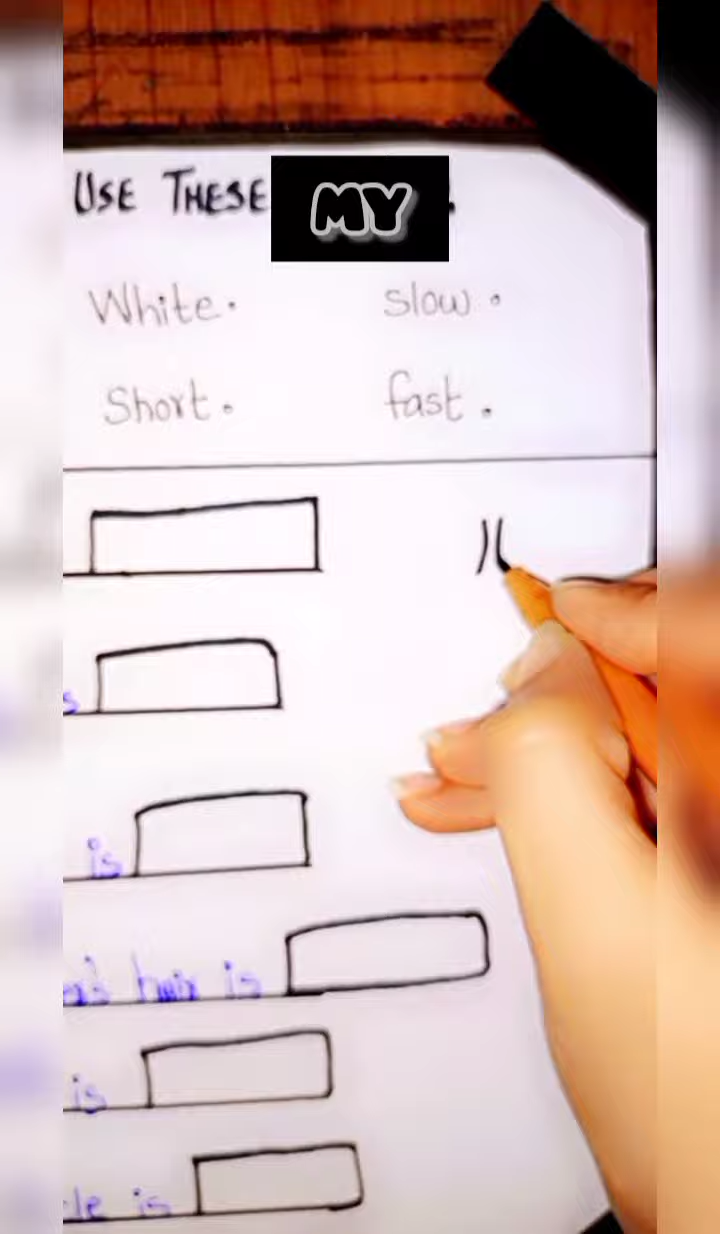 USE THESE MY
White. slow.
Short. fast.
is
hair is
is
is